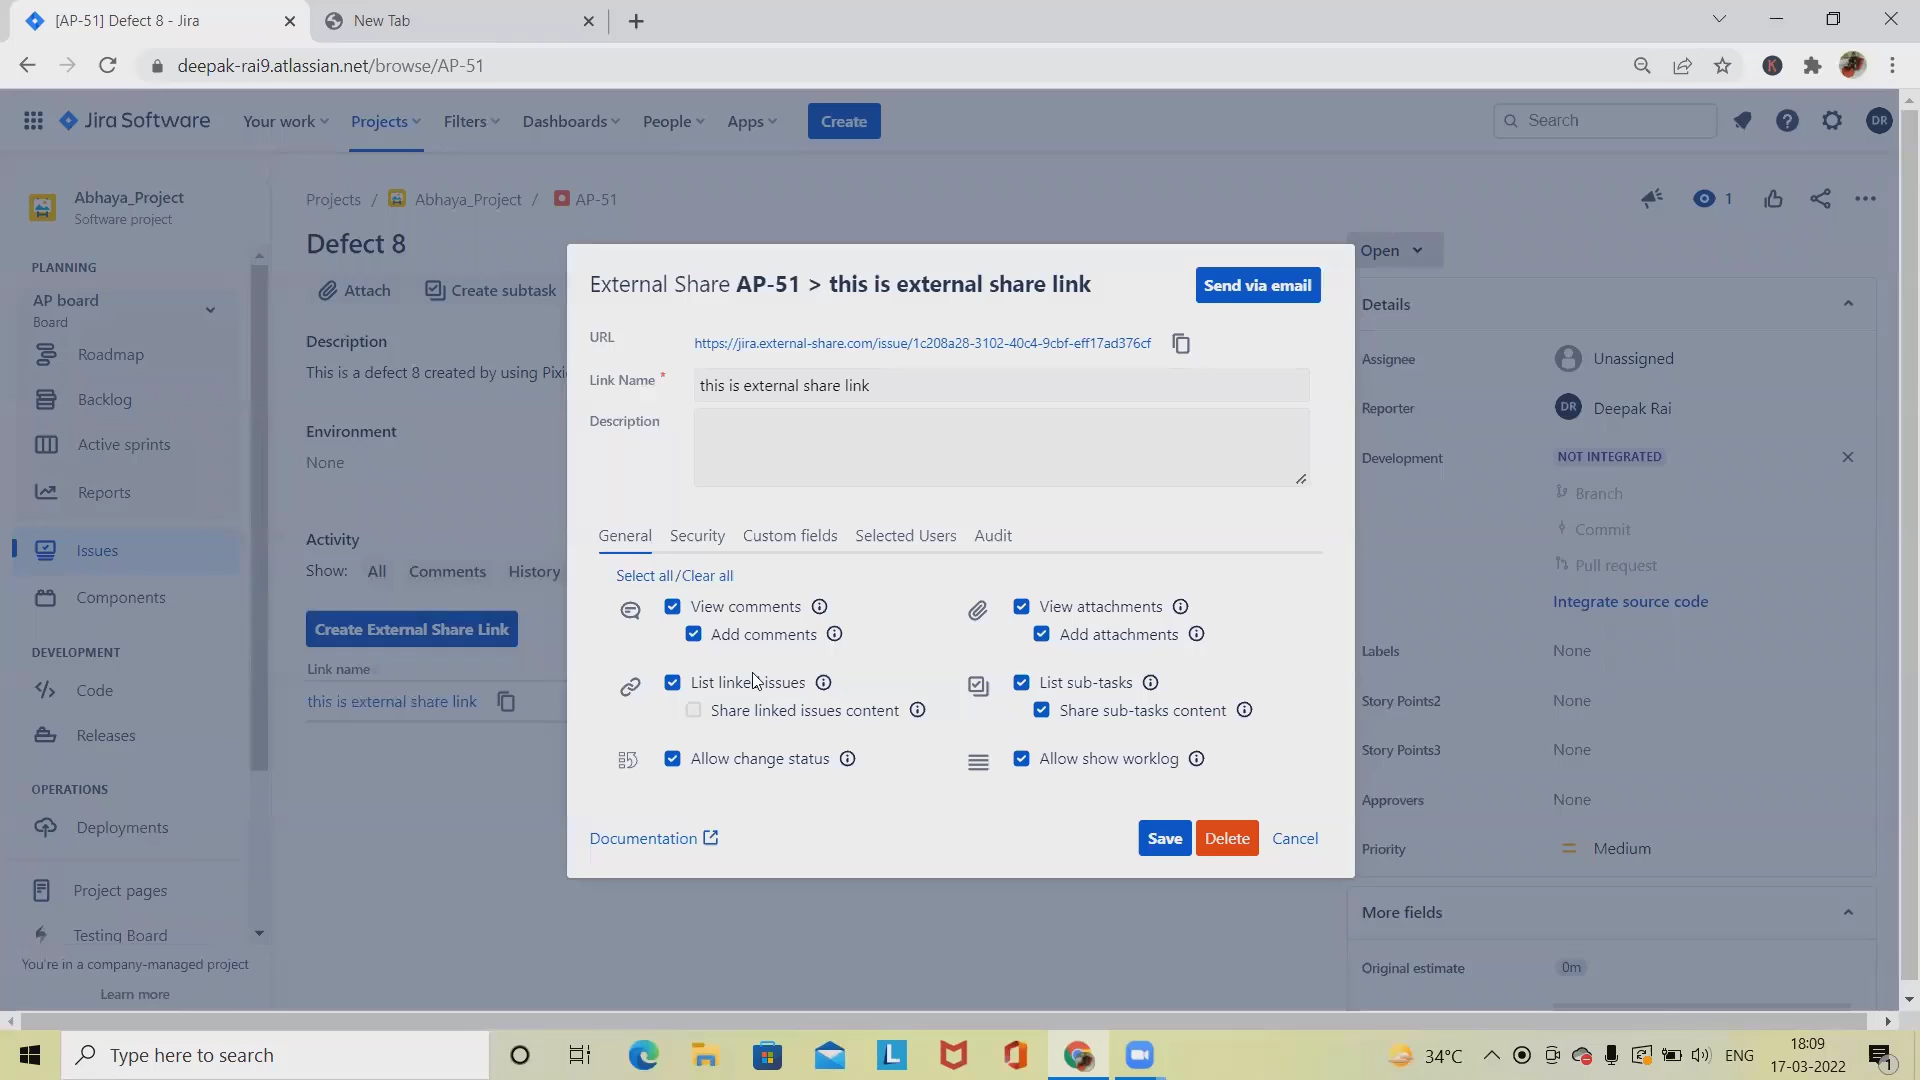 [AP-51] Defect 8 - Jira
New Tab
deepak-rai9.atlassian.net/browse/AP-51
K
Jira Software
Your work
Projects
Filters
Dashboards
People
Apps
Create
Search
DR
Abhaya_Project
Software project
Projects / Abhaya_Project / AP-51
1
Defect 8
Open
Attach
Create subtask
PLANNING
AP board
Board
Roadmap
Backlog
Active sprints
Reports
Issues
Components
DEVELOPMENT
Code
Releases
OPERATIONS
Deployments
Project pages
Testing Board
You're in a company-managed project
Learn more
Description
This is a defect 8 created by using Pixi
Environment
None
Activity
Show:
All
Comments
History
Create External Share Link
Link name
this is external share link
External Share AP-51 > this is external share link
Send via email
URL
https://jira.external-share.com/issue/1c208a28-3102-40c4-9cbf-eff17ad376cf
Link Name *
this is external share link
Description
General
Security
Custom fields
Selected Users
Audit
Select all/Clear all
View comments
Add comments
View attachments
Add attachments
List linked issues
Share linked issues content
List sub-tasks
Share sub-tasks content
Allow change status
Allow show worklog
Documentation
Save
Delete
Cancel
Details
Assignee
Unassigned
Reporter
DR
Deepak Rai
Development
NOT INTEGRATED
Branch
Commit
Pull request
Integrate source code
Labels
None
Story Points2
None
Story Points3
None
Approvers
None
Priority
Medium
More fields
Original estimate
0m
Type here to search
L
34°C
ENG
18:09
17-03-2022
1